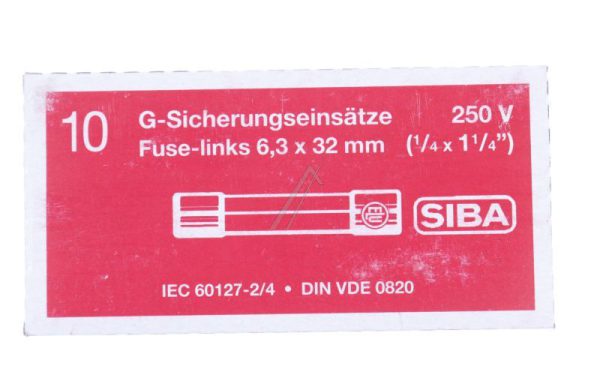 10
G-Sicherungseinsätze 250 V
Fuse-links 6,3 x 32 mm (1/4 x 1 1/4")
SIBA
IEC 60127-2/4 • DIN VDE 0820